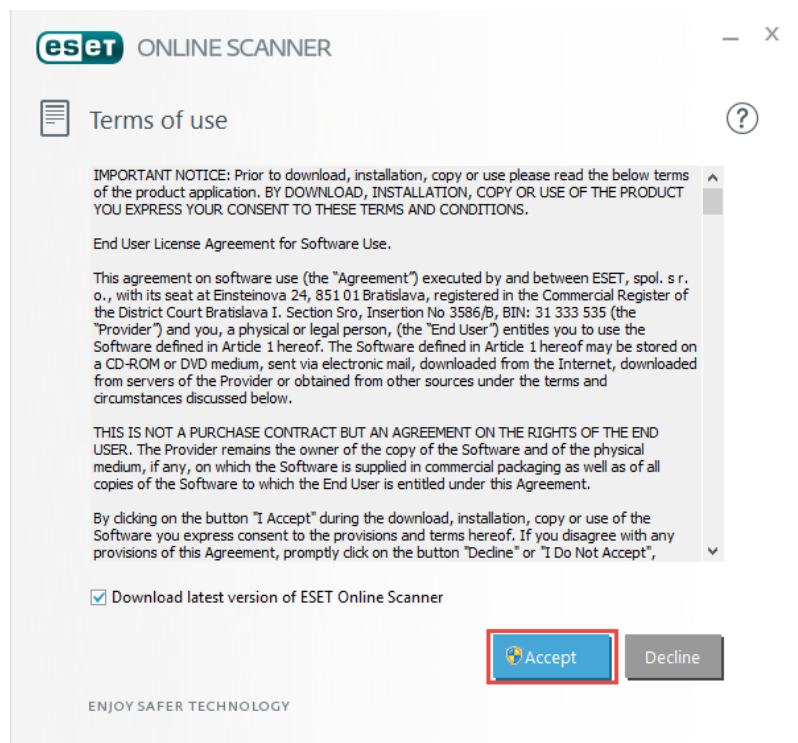 eset ONLINE SCANNER
Terms of use
IMPORTANT NOTICE: Prior to download, installation, copy or use please read the below terms
of the product application. BY DOWNLOAD, INSTALLATION, COPY OR USE OF THE PRODUCT
YOU EXPRESS YOUR CONSENT TO THESE TERMS AND CONDITIONS.
End User License Agreement for Software Use.
This agreement on software use (the “Agreement”) executed by and between ESET, spol. s r.
o., with its seat at Einsteinova 24, 851 01 Bratislava, registered in the Commercial Register of
the District Court Bratislava I. Section Sro, Insertion No 3586/B, BIN: 31 333 535 (the
“Provider”) and you, a physical or legal person, (the “End User”) entitles you to use the
Software defined in Article 1 hereof. The Software defined in Article 1 hereof may be stored on
a CD-ROM or DVD medium, sent via electronic mail, downloaded from the Internet, downloaded
from servers of the Provider or obtained from other sources under the terms and
circumstances discussed below.
THIS IS NOT A PURCHASE CONTRACT BUT AN AGREEMENT ON THE RIGHTS OF THE END
USER. The Provider remains the owner of the copy of the Software and of the physical
medium, if any, on which the Software is supplied in commercial packaging as well as of all
copies of the Software to which the End User is entitled under this Agreement.
By clicking on the button "I Accept" during the download, installation, copy or use of the
Software you express consent to the provisions and terms hereof. If you disagree with any
provisions of this Agreement, promptly click on the button "Decline" or "I Do Not Accept",
Download latest version of ESET Online Scanner
Accept Decline
ENJOY SAFER TECHNOLOGY